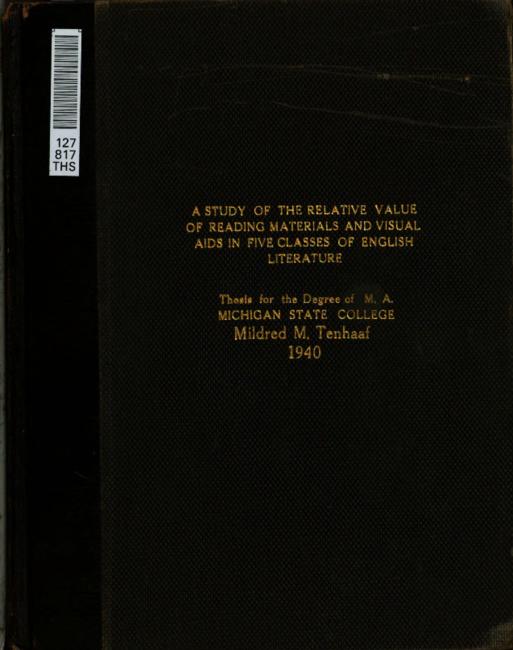 127
817
THS
A STUDY OF THE RELATIVE VALUE
OF READING MATERIALS AND VISUAL
AIDS IN FIVE CLASSES OF ENGLISH
LITERATURE
Thesis for the Degree of M. A.
MICHIGAN STATE COLLEGE
Mildred M. Tenhaaf
1940